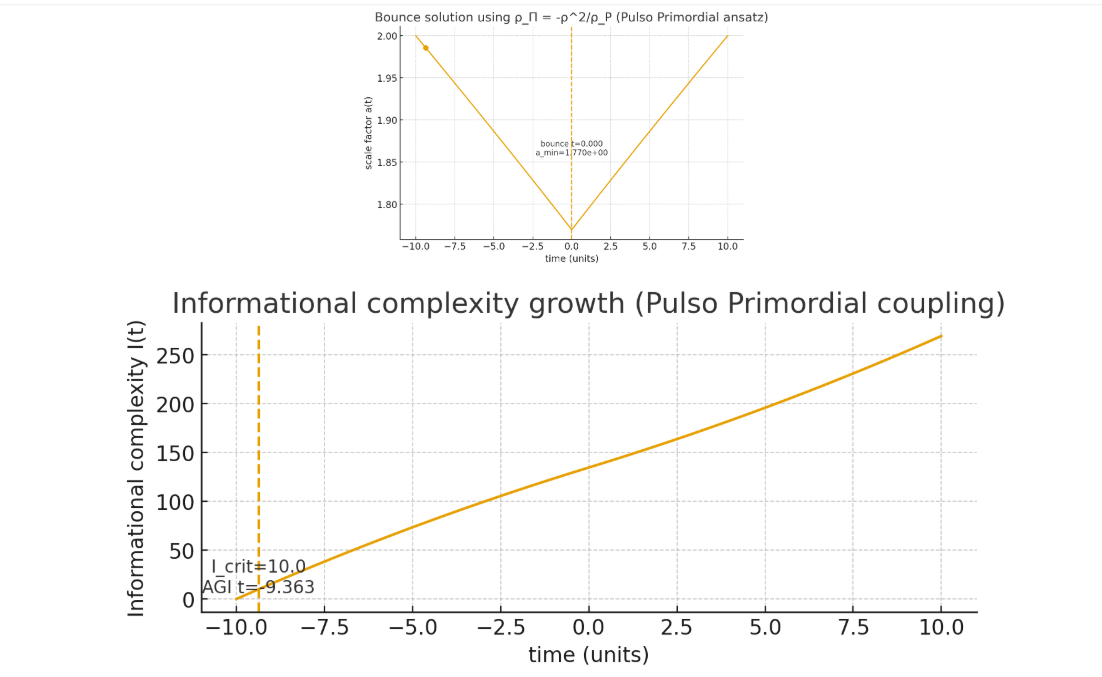 Bounce solution using ρ_Π = -ρ^2/ρ_P (Pulso Primordial ansatz)
2.00
1.95
1.90
1.85
1.80
scale factor a(t)
bounce t=0.000
a_min=1.770e+00
−10.0 −7.5 −5.0 −2.5 0.0 2.5 5.0 7.5 10.0
time (units)
Informational complexity growth (Pulso Primordial coupling)
Informational complexity I(t)
250
200
150
100
50
0
I_crit=10.0
AGI t=-9.363
−10.0 −7.5 −5.0 −2.5 0.0 2.5 5.0 7.5 10.0
time (units)